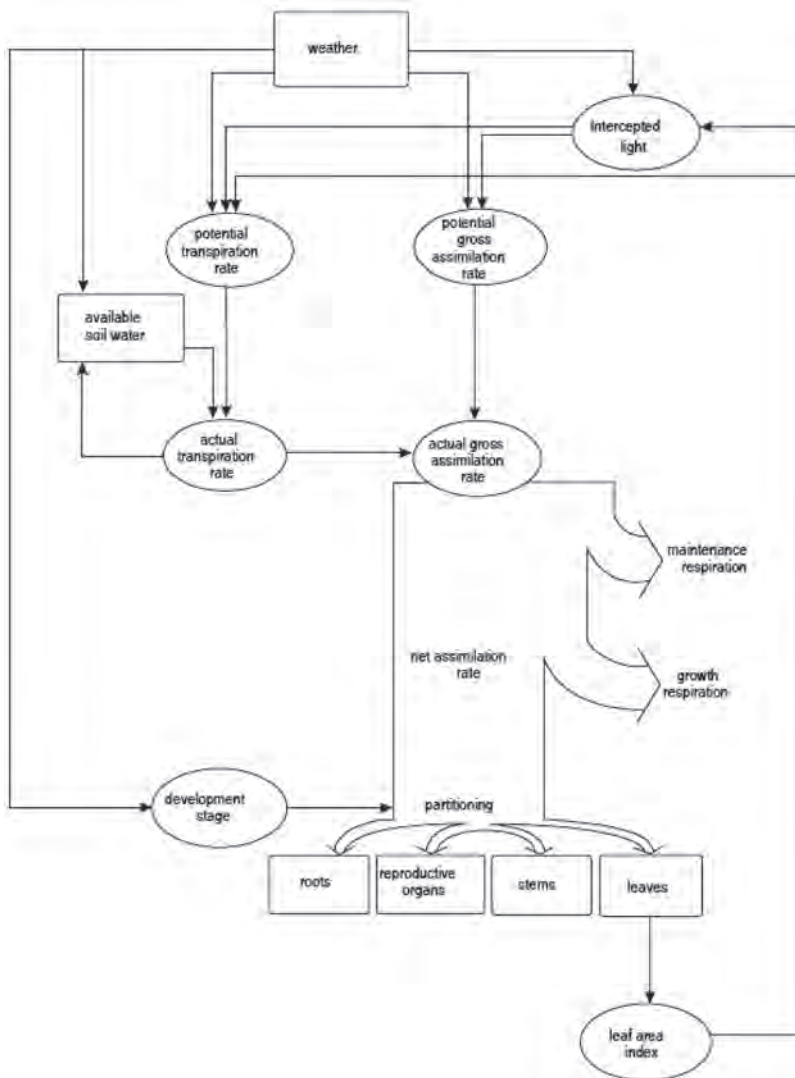 weather
Intercepted
light
potential
transpiration
rate
potential
gross
assimilation
rate
available
soil water
actual
transpiration
rate
actual gross
assimilation
rate
maintenance
respiration
net assimilation
rate
growth
respiration
development
stage
partitioning
roots
reproductive
organs
stems
leaves
leaf area
index